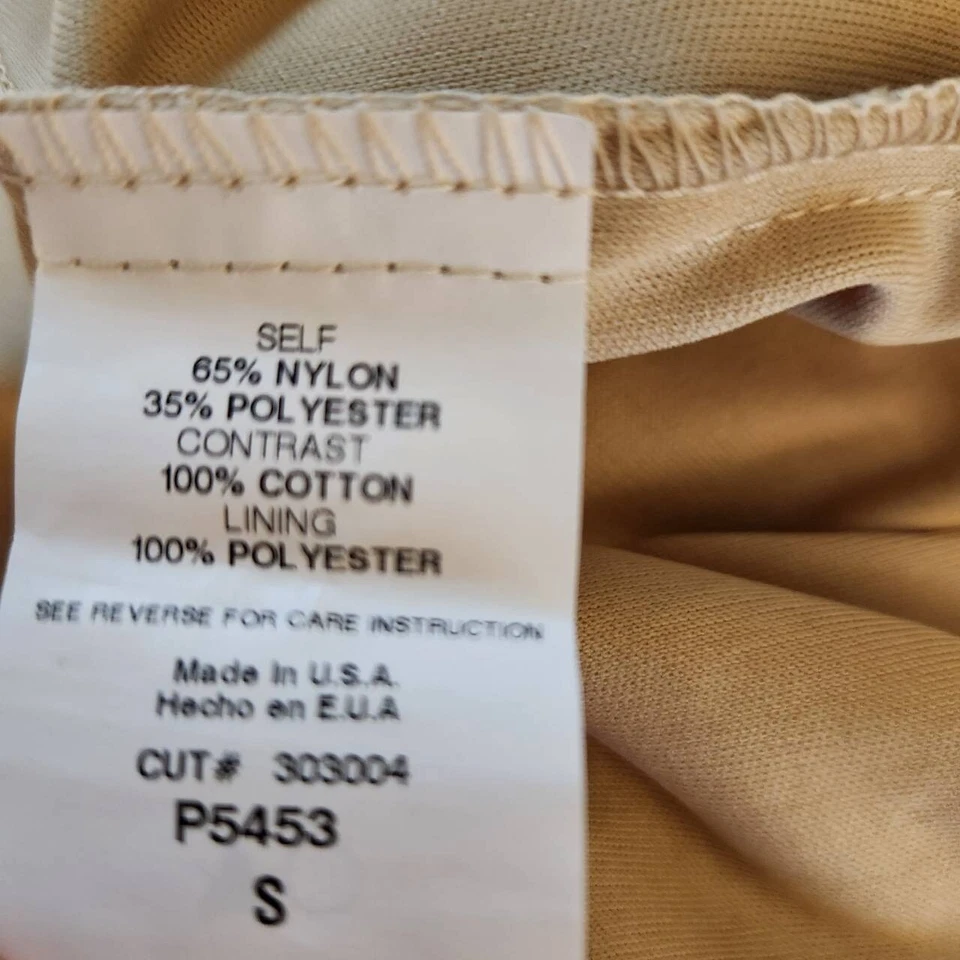 SELF
65% NYLON
35% POLYESTER
CONTRAST
100% COTTON
LINING
100% POLYESTER
SEE REVERSE FOR CARE INSTRUCTION
Made In U.S.A.
Hecho en E.U.A
CUT# 303004
P5453
S